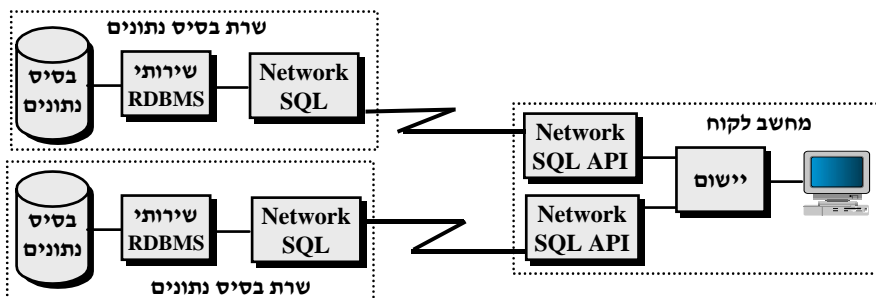 שרת בסיס נתונים
בסיס
נתונים
שירותי
RDBMS
Network
SQL
מחשב לקוח
Network
SQL API
יישום
Network
SQL API
בסיס
נתונים
שירותי
RDBMS
Network
SQL
שרת בסיס נתונים